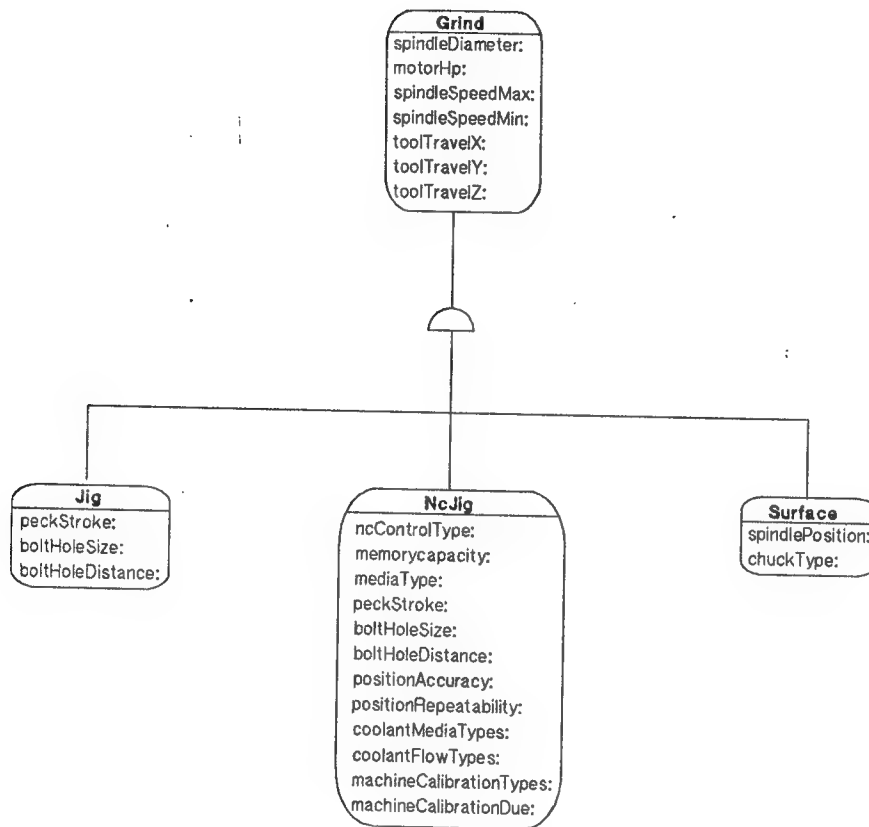 Grind
spindleDiameter:
motorHp:
spindleSpeedMax:
spindleSpeedMin:
toolTravelX:
toolTravelY:
toolTravelZ:
Jig
peckStroke:
boltHoleSize:
boltHoleDistance:
NcJig
ncControlType:
memorycapacity:
mediaType:
peckStroke:
boltHoleSize:
boltHoleDistance:
positionAccuracy:
positionRepeatability:
coolantMediaTypes:
coolantFlowTypes:
machineCalibrationTypes:
machineCalibrationDue:
Surface
spindlePosition:
chuckType: